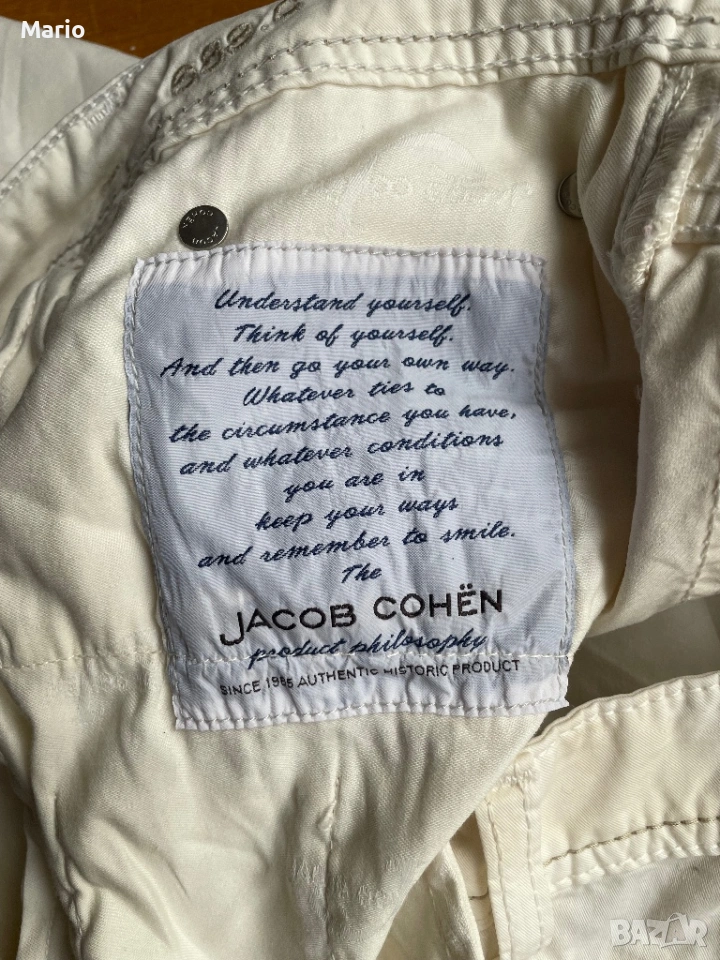 Mario
Understand yourself.
Think of yourself.
And then go your own way.
Whatever ties to
the circumstance you have,
and whatever conditions
you are in
keep your ways
and remember to smile.
The
JACOB COHËN
product philosophy
SINCE 1985 AUTHENTIC HISTORIC PRODUCT
BAZAR